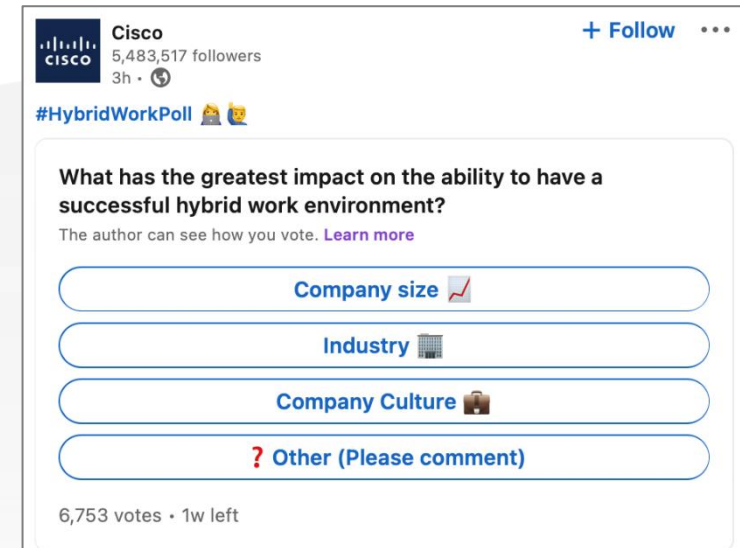 CISCO
Cisco
+ Follow
5,483,517 followers
3h •
#HybridWorkPoll
What has the greatest impact on the ability to have a
successful hybrid work environment?
The author can see how you vote. Learn more
Company size
Industry
Company Culture
❓ Other (Please comment)
6,753 votes • 1w left